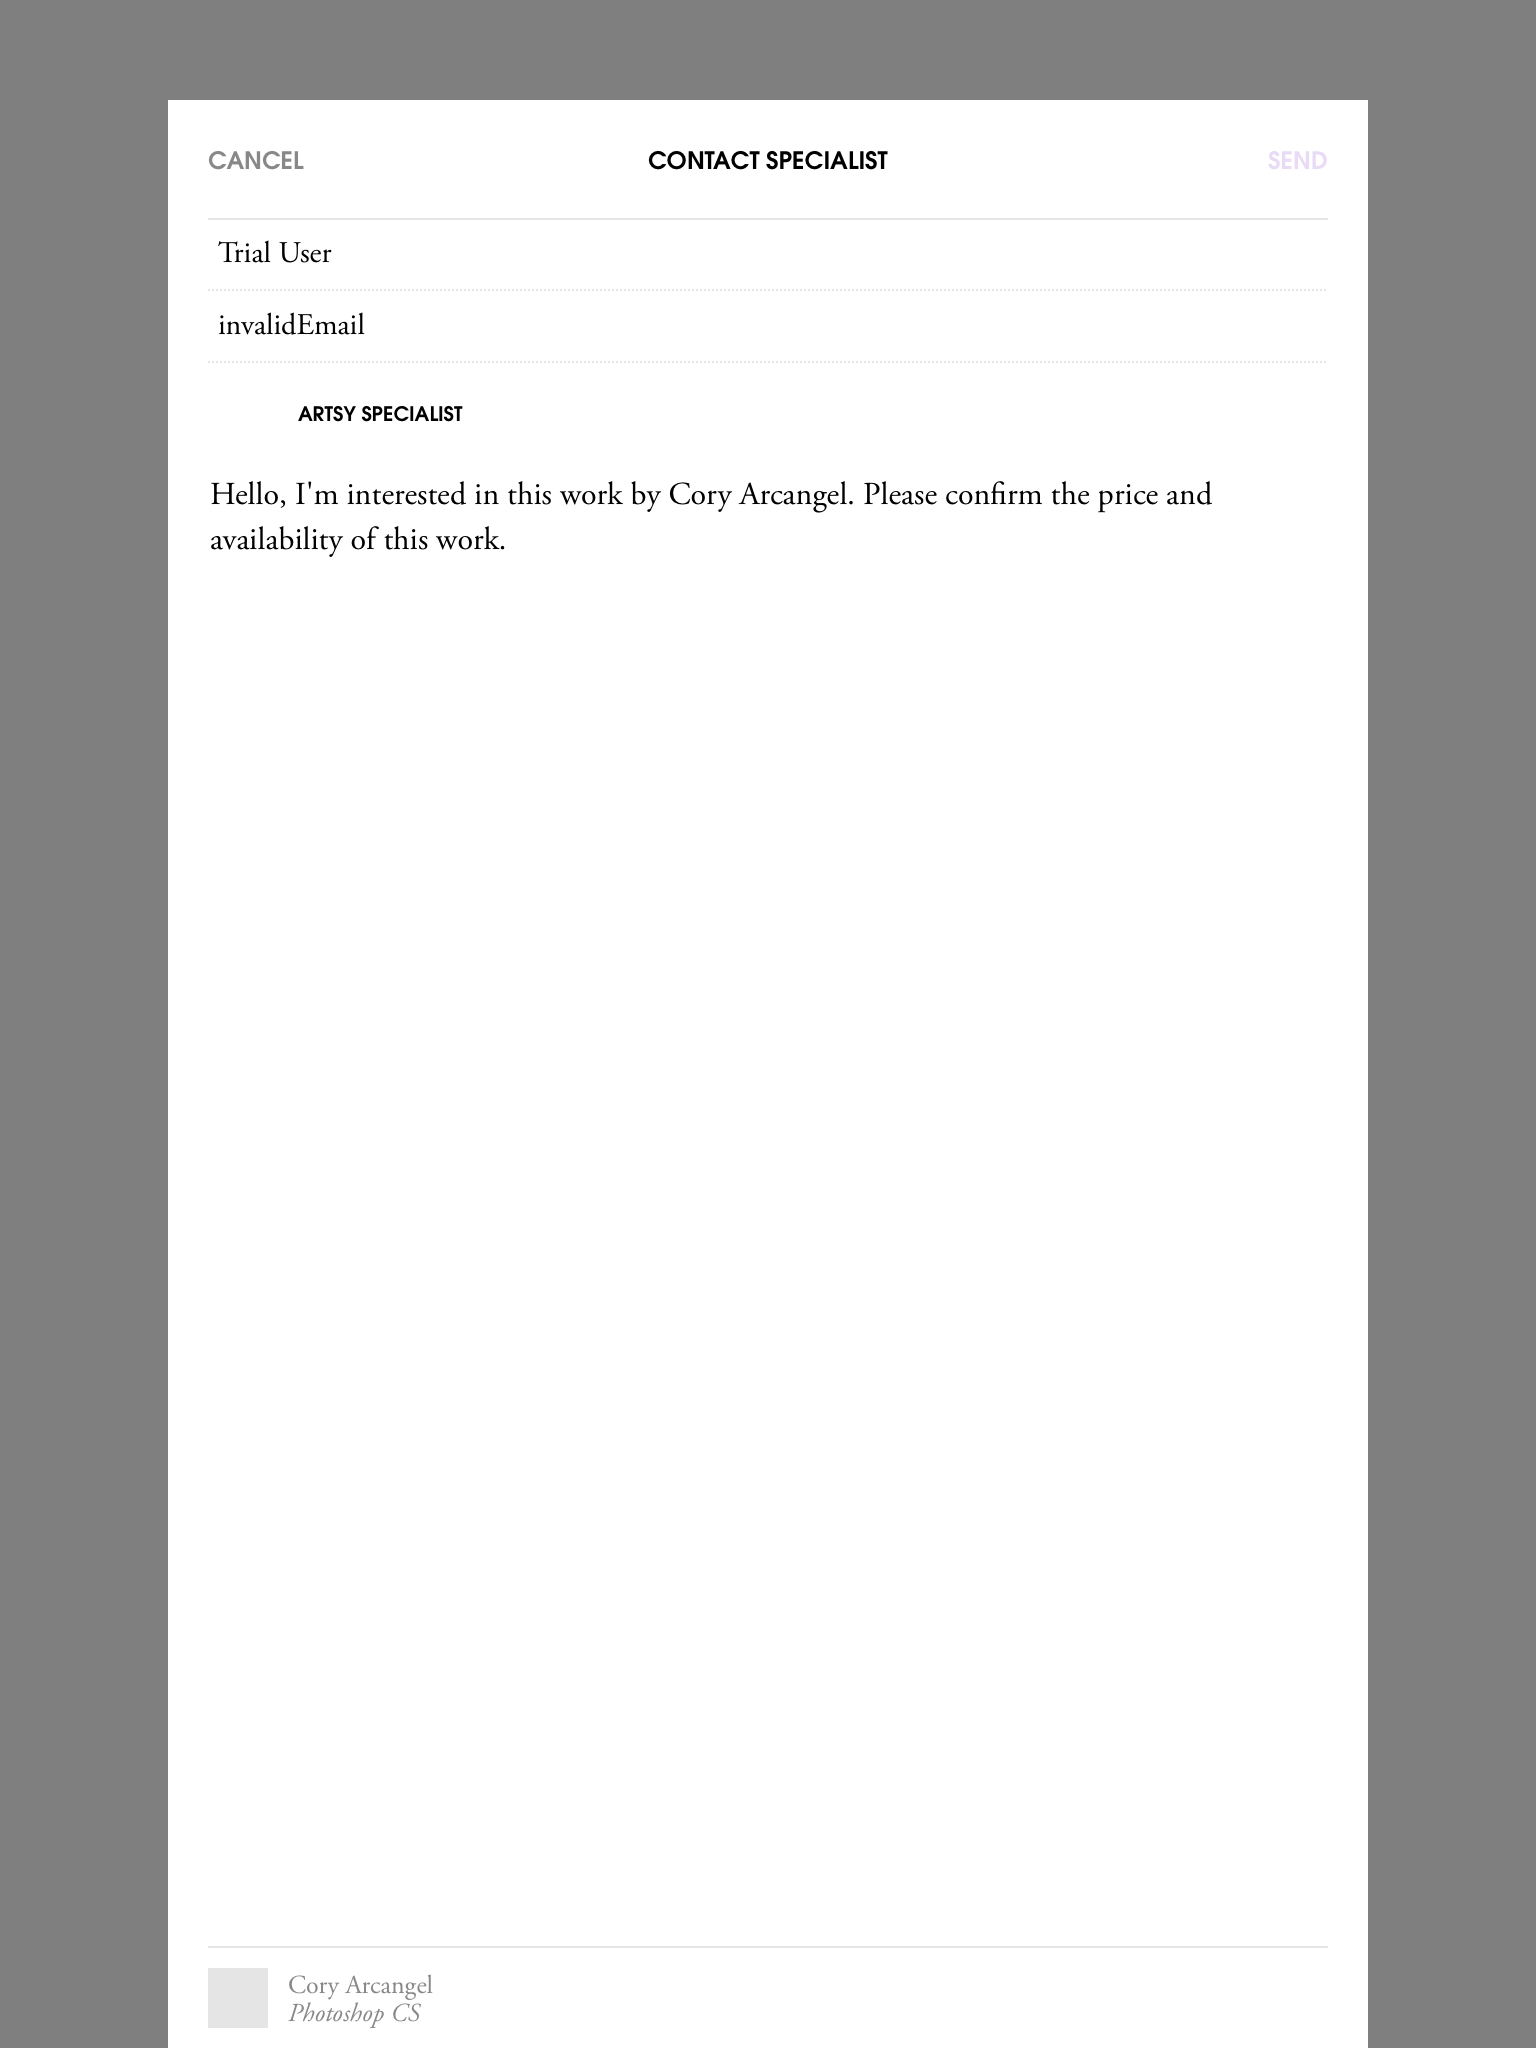 CANCEL CONTACT SPECIALIST SEND
Trial User
invalidEmail
ARTSY SPECIALIST
Hello, I'm interested in this work by Cory Arcangel. Please confirm the price and
availability of this work.
Cory Arcangel
Photoshop CS